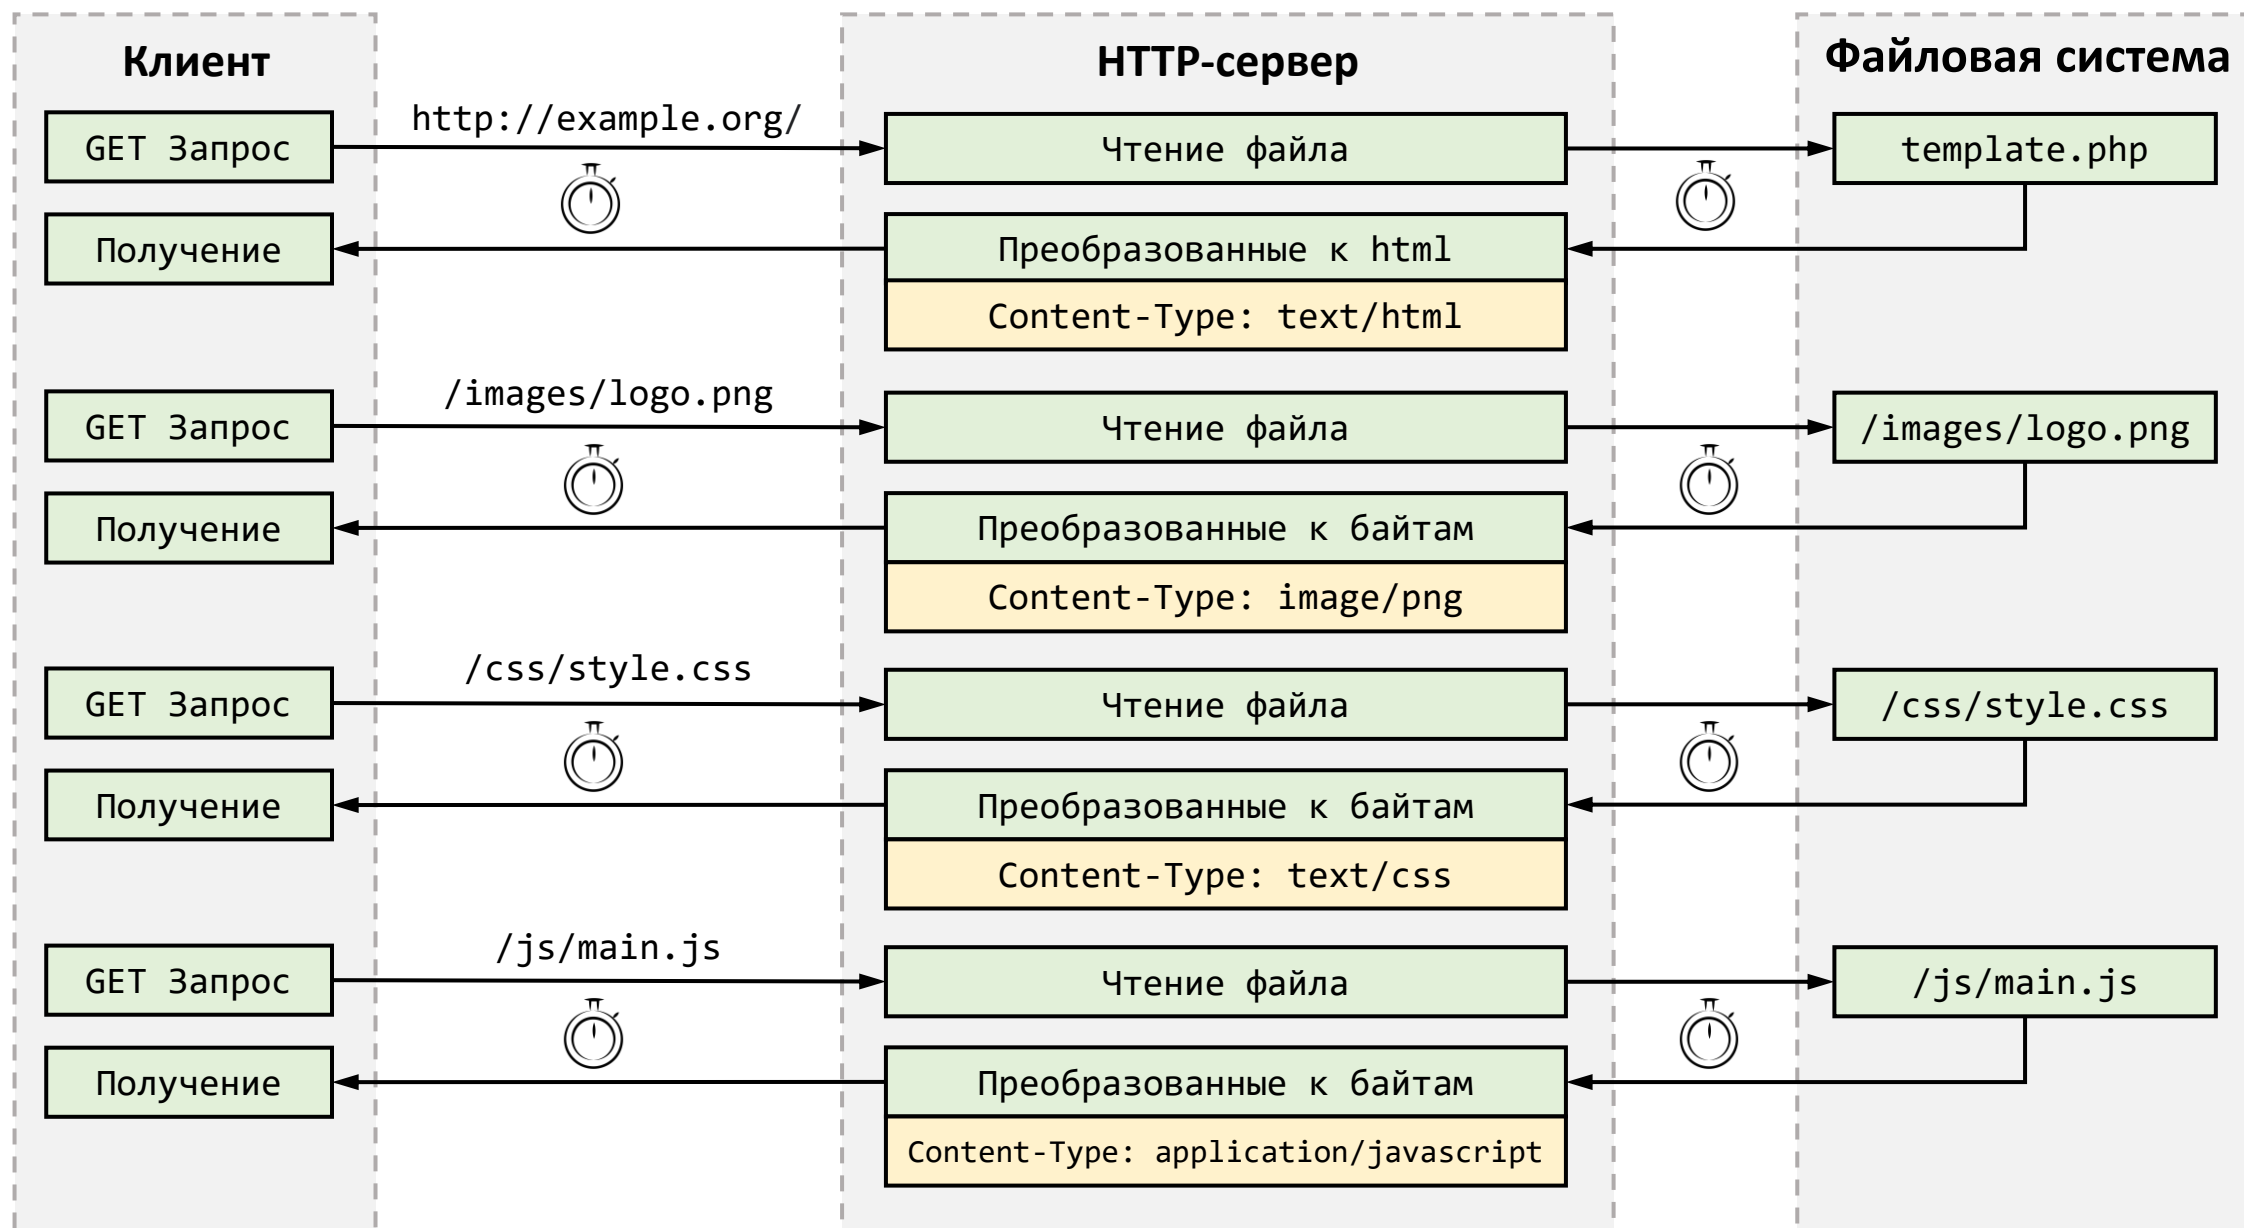 Клиент
HTTP-сервер
Файловая система
http://example.org/
GET Запрос
Чтение файла
template.php
Получение
Преобразованные к html
Content-Type: text/html
/images/logo.png
GET Запрос
Чтение файла
/images/logo.png
Получение
Преобразованные к байтам
Content-Type: image/png
/css/style.css
GET Запрос
Чтение файла
/css/style.css
Получение
Преобразованные к байтам
Content-Type: text/css
/js/main.js
GET Запрос
Чтение файла
/js/main.js
Получение
Преобразованные к байтам
Content-Type: application/javascript